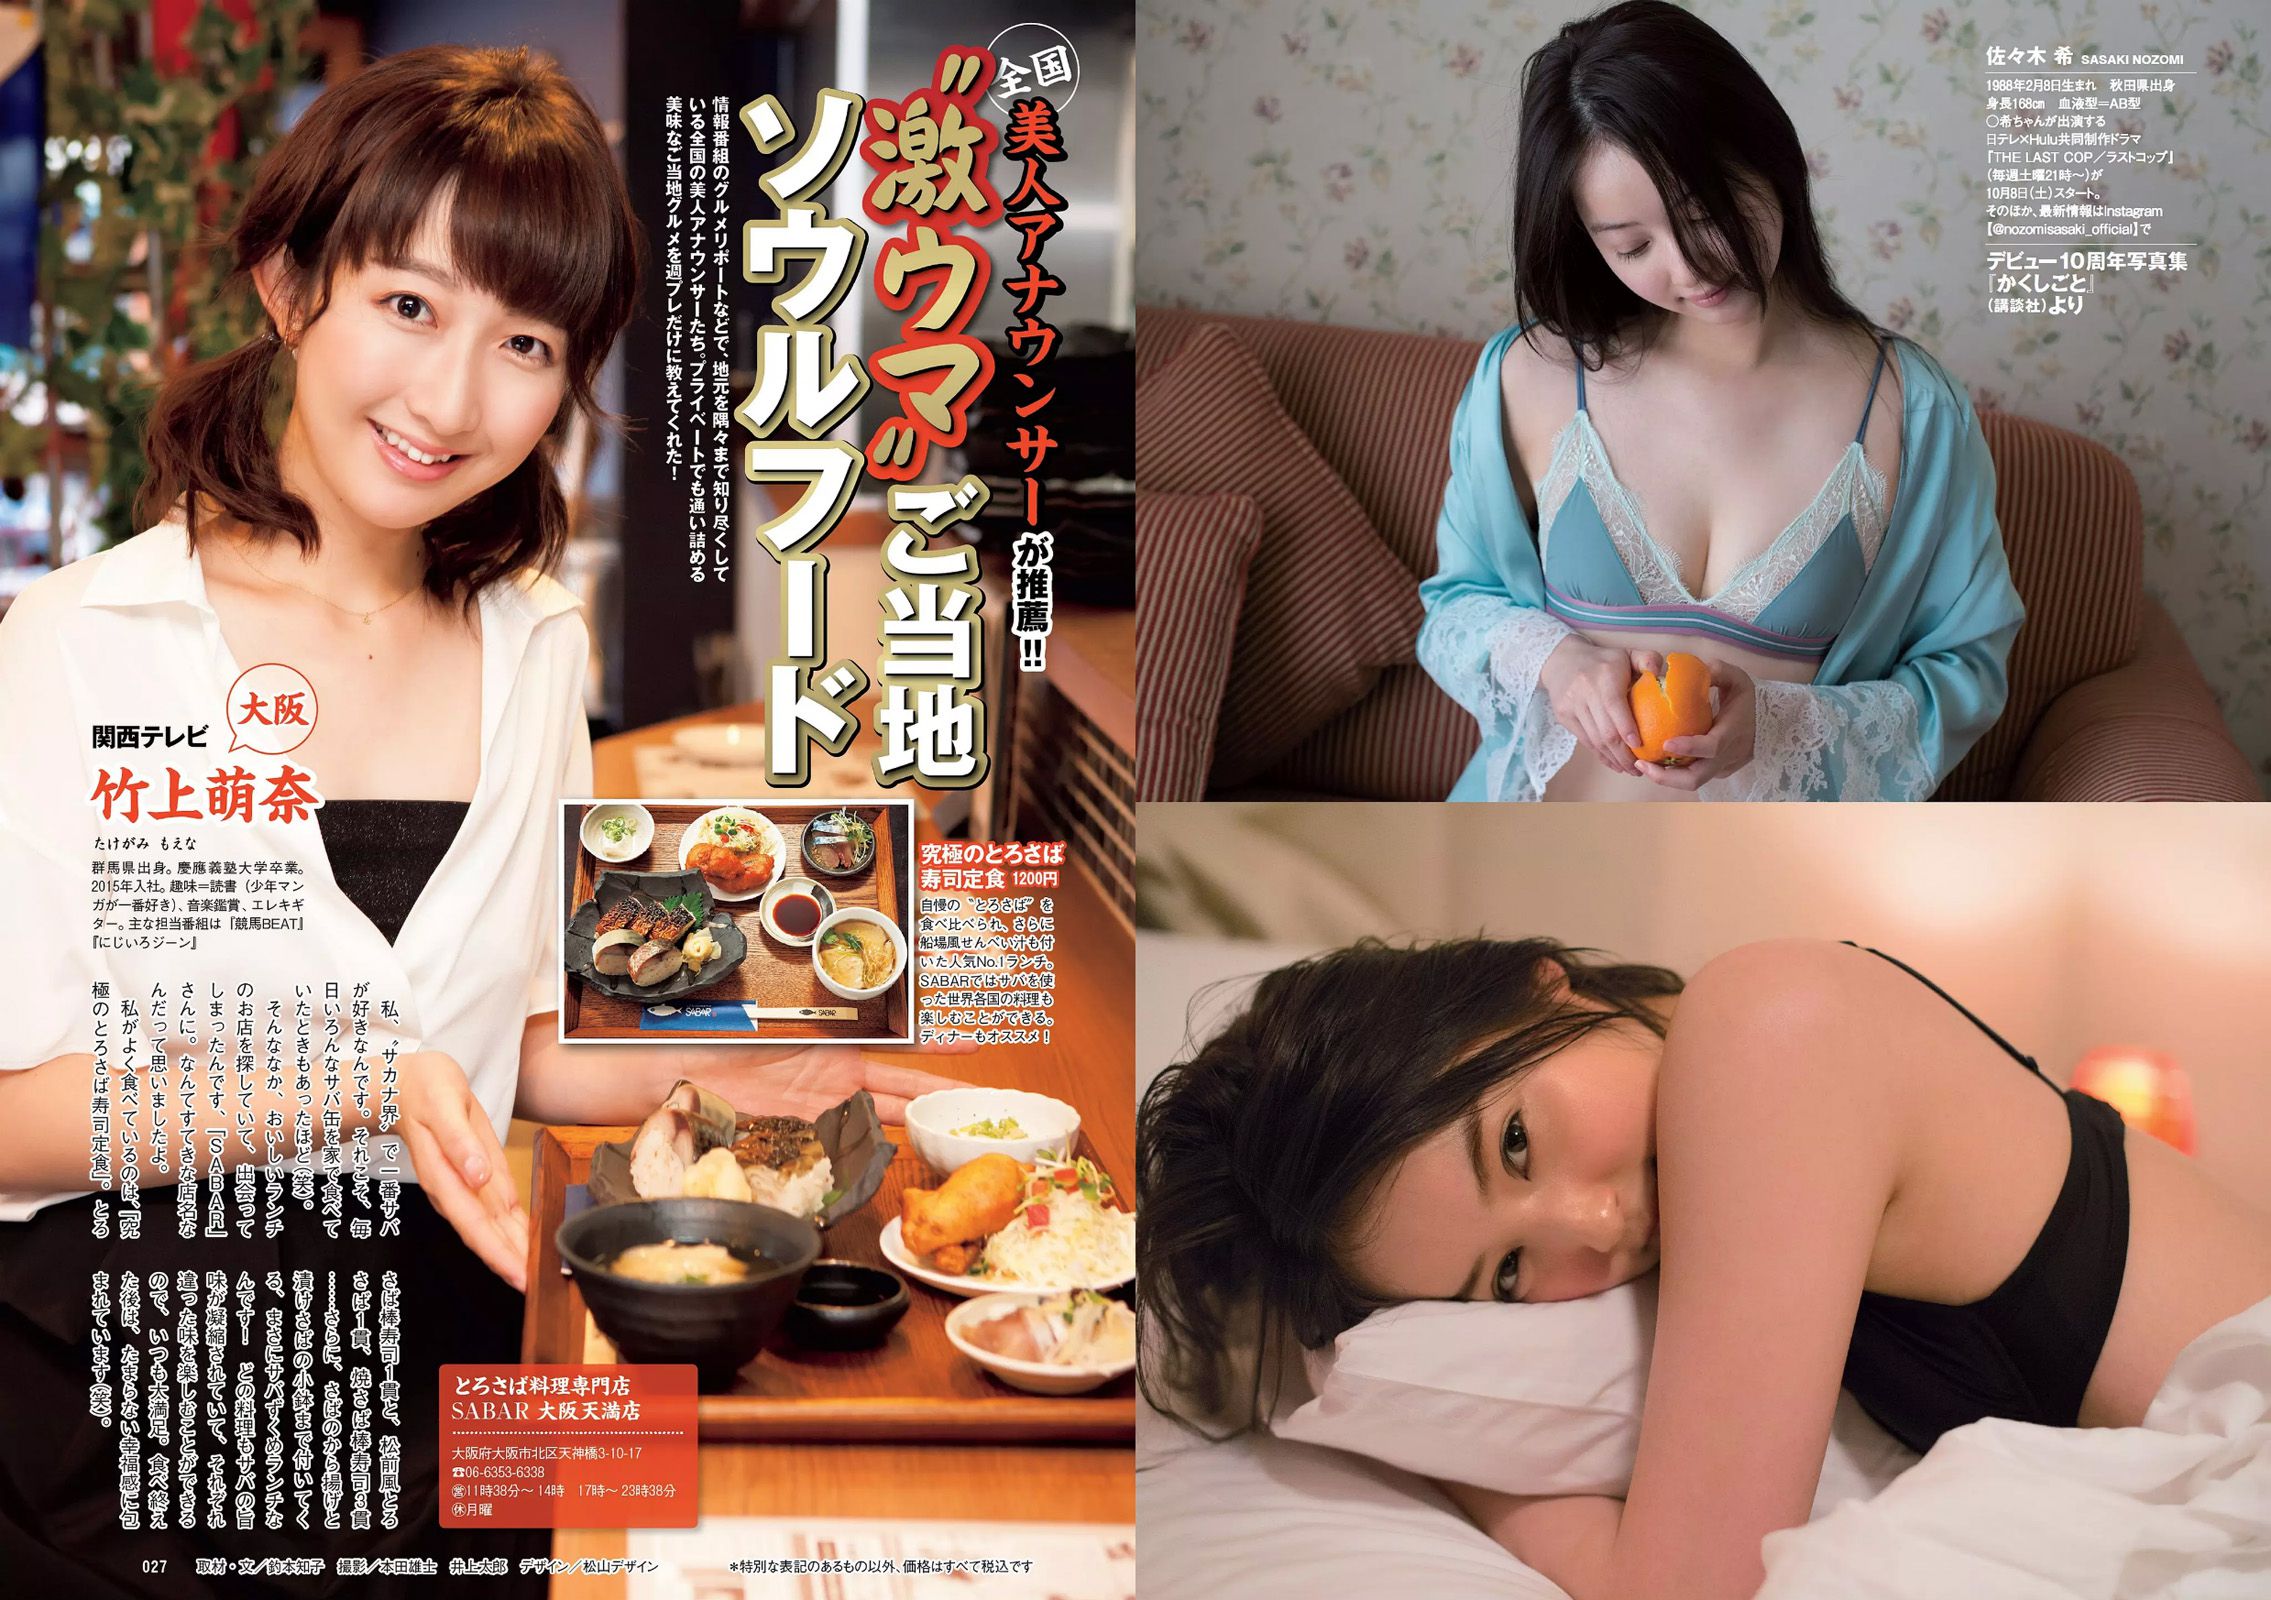 全国
美人アナウンサーが推薦!!
〝激ウマ〟ご当地
ソウルフード
情報番組のグルメリポートなどで、地元を隅々まで知り尽くして
いる全国の美人アナウンサーたち。プライベートでも通い詰める
美味なご当地グルメを週プレだけに教えてくれた!
大阪
関西テレビ
竹上萌奈
たけがみ もえな
群馬県出身。慶應義塾大学卒業。
2015年入社。趣味=読書(少年マン
ガが一番好き)、音楽鑑賞、エレキギ
ター。主な担当番組は『競馬BEAT』
『にじいろジーン』
究極のとろさば
寿司定食 1200円
自慢の〝とろさば〟を
食べ比べられ、さらに
船場風せんべい汁も付
いた人気No.1ランチ。
SABARではサバを使
った世界各国の料理も
楽しむことができる。
ディナーもオススメ!
SABAR
SABAR
私、〝サカナ界〟で一番サバ
が好きなんです。それこそ、毎
日いろんなサバ缶を家で食べて
いたときもあったほど(笑)。
そんななか、おいしいランチ
のお店を探していて、出会って
しまったんです、「SABAR」
さんに。なんてすてきな店名な
んだって思いましたよ。
私がよく食べているのは、「究
極のとろさば寿司定食」。とろ
さば棒寿司1貫と、松前風とろ
さば1貫、焼さば棒寿司3貫
……さらに、さばのから揚げと
漬けさばの小鉢まで付いてく
る、まさにサバずくめランチな
んです! どの料理もサバの旨
味が凝縮されていて、それぞれ
違った味を楽しむことができる
ので、いつも大満足。食べ終え
た後は、たまらない幸福感に包
まれています(笑)。
とろさば料理専門店
SABAR 大阪天満店
大阪府大阪市北区天神橋3-10-17
☎06-6353-6338
㊂11時38分~14時 17時~23時38分
㊡月曜
027 取材・文/釣本知子 撮影/本田雄士 井上太郎 デザイン/松山デザイン
*特別な表記のあるもの以外、価格はすべて税込です
佐々木 希 SASAKI NOZOMI
1988年2月8日生まれ 秋田県出身
身長168㎝ 血液型=AB型
○希ちゃんが出演する
日テレ×Hulu共同制作ドラマ
『THE LAST COP/ラストコップ』
(毎週土曜21時~)が
10月8日(土)スタート。
そのほか、最新情報はInstagram
【@nozomisasaki_official】で
デビュー10周年写真集
『かくしごと』
(講談社)より